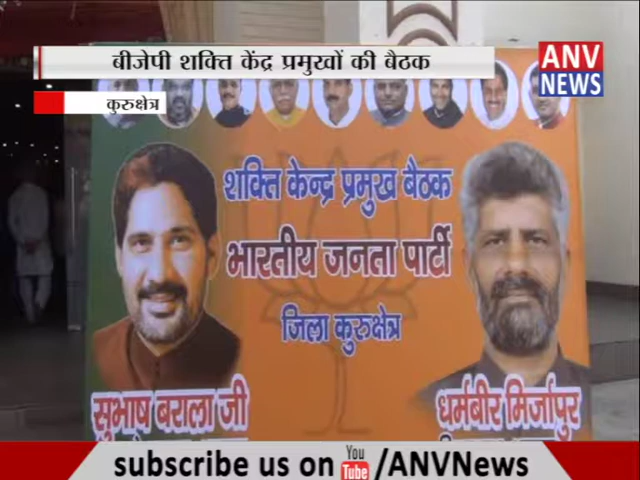 बीजेपी शक्ति केंद्र प्रमुखों की बैठक
ANV
NEWS
कुरुक्षेत्र
शक्ति केन्द्र प्रमुख बैठक
भारतीय जनता पार्टी
जिला कुरुक्षेत्र
सुभाष बराला जी
धर्मबीर मिर्जापुर
subscribe us on You Tube /ANVNews